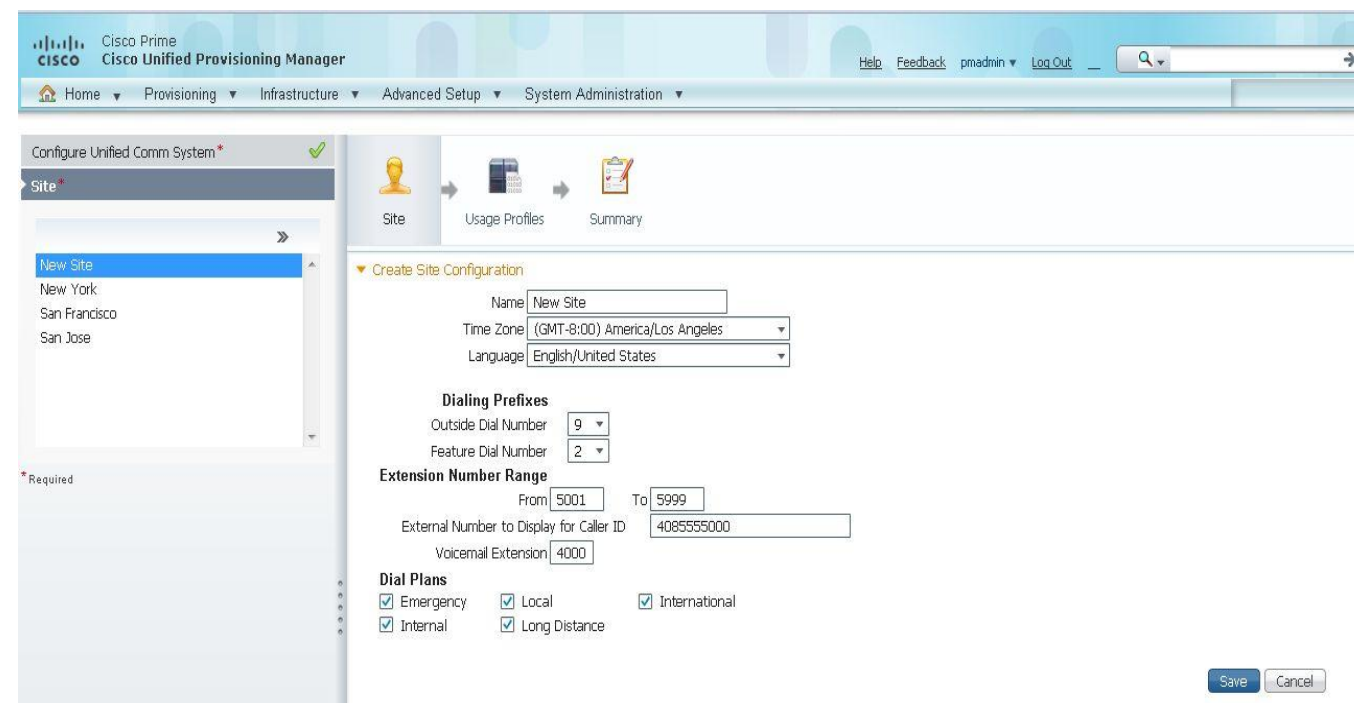 Cisco Prime
CISCO Cisco Unified Provisioning Manager
Help Feedback pmadmin Log Out
Home Provisioning Infrastructure Advanced Setup System Administration
Configure Unified Comm System*
Site*
New Site
New York
San Francisco
San Jose
*Required
Site Usage Profiles Summary
Create Site Configuration
Name New Site
Time Zone (GMT-8:00) America/Los Angeles
Language English/United States
Dialing Prefixes
Outside Dial Number 9
Feature Dial Number 2
Extension Number Range
From 5001 To 5999
External Number to Display for Caller ID 4085555000
Voicemail Extension 4000
Dial Plans
Emergency Local International
Internal Long Distance
Save Cancel